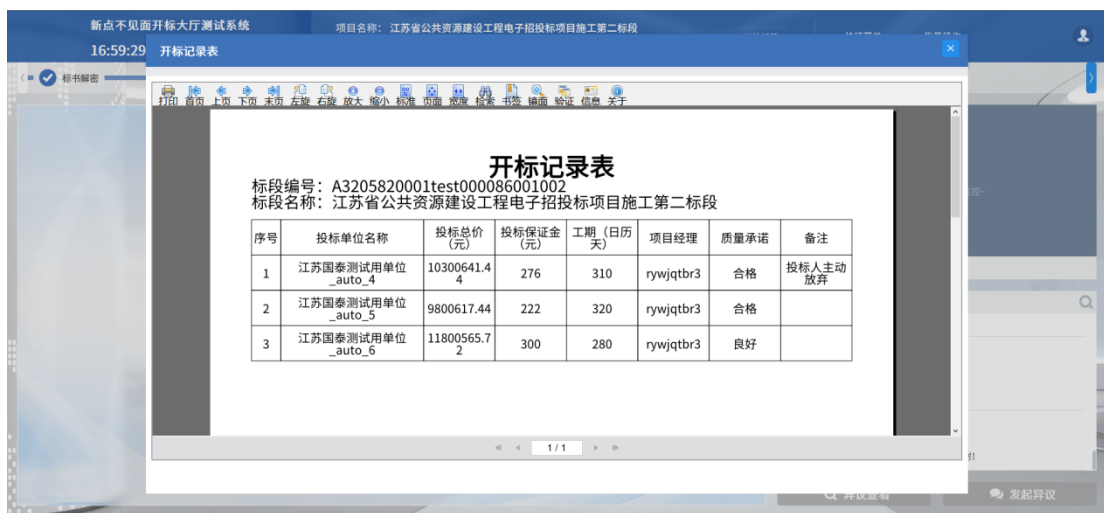 新点不见面开标大厅测试系统
项目名称： 江苏省公共资源建设工程电子招投标项目施工第二标段
16:59:29
开标记录表
标书解密
打印 首页 上页 下页 末页 左旋 右旋 放大 缩小 标准 页面 宽度 检索 书签 镜面 验证 信息 关于
开标记录表
标段编号：A3205820001test000086001002
标段名称：江苏省公共资源建设工程电子招投标项目施工第二标段
序号 投标单位名称 投标总价（元） 投标保证金（元） 工期（日历天） 项目经理 质量承诺 备注
1 江苏国泰测试用单位_auto_4 10300641.44 276 310 rywjqtbr3 合格 投标人主动放弃
2 江苏国泰测试用单位_auto_5 9800617.44 222 320 rywjqtbr3 合格
3 江苏国泰测试用单位_auto_6 11800565.72 300 280 rywjqtbr3 良好
1 / 1
异议查看
发起异议